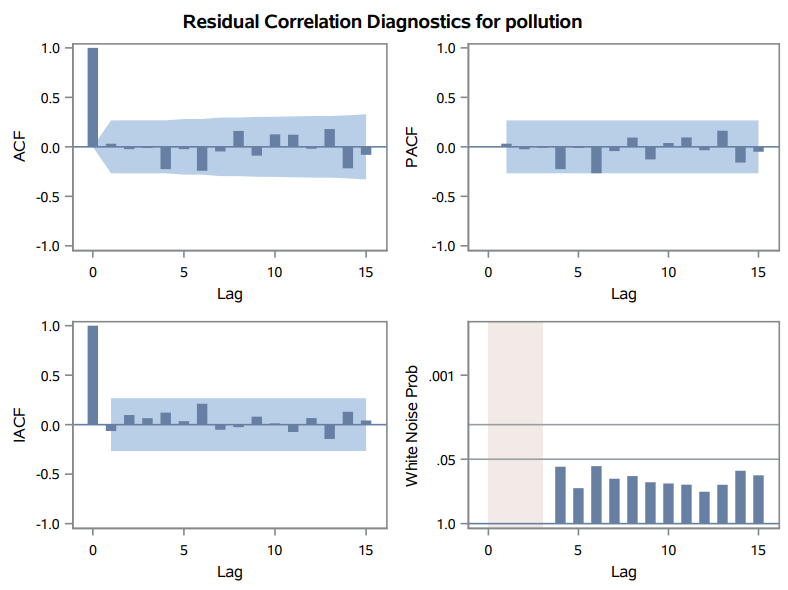 Residual Correlation Diagnostics for pollution
1.0
0.5
0.0
-0.5
-1.0
ACF
0 5 10 15
Lag
1.0
0.5
0.0
-0.5
-1.0
PACF
0 5 10 15
Lag
1.0
0.5
0.0
-0.5
-1.0
IACF
0 5 10 15
Lag
.001
.05
1.0
White Noise Prob
0 5 10 15
Lag